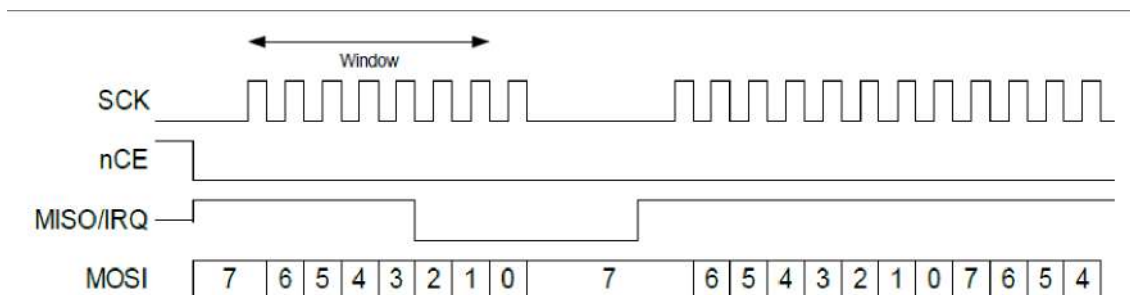 Window
SCK
nCE
MISO/IRQ
MOSI 7 6 5 4 3 2 1 0 7 6 5 4 3 2 1 0 7 6 5 4